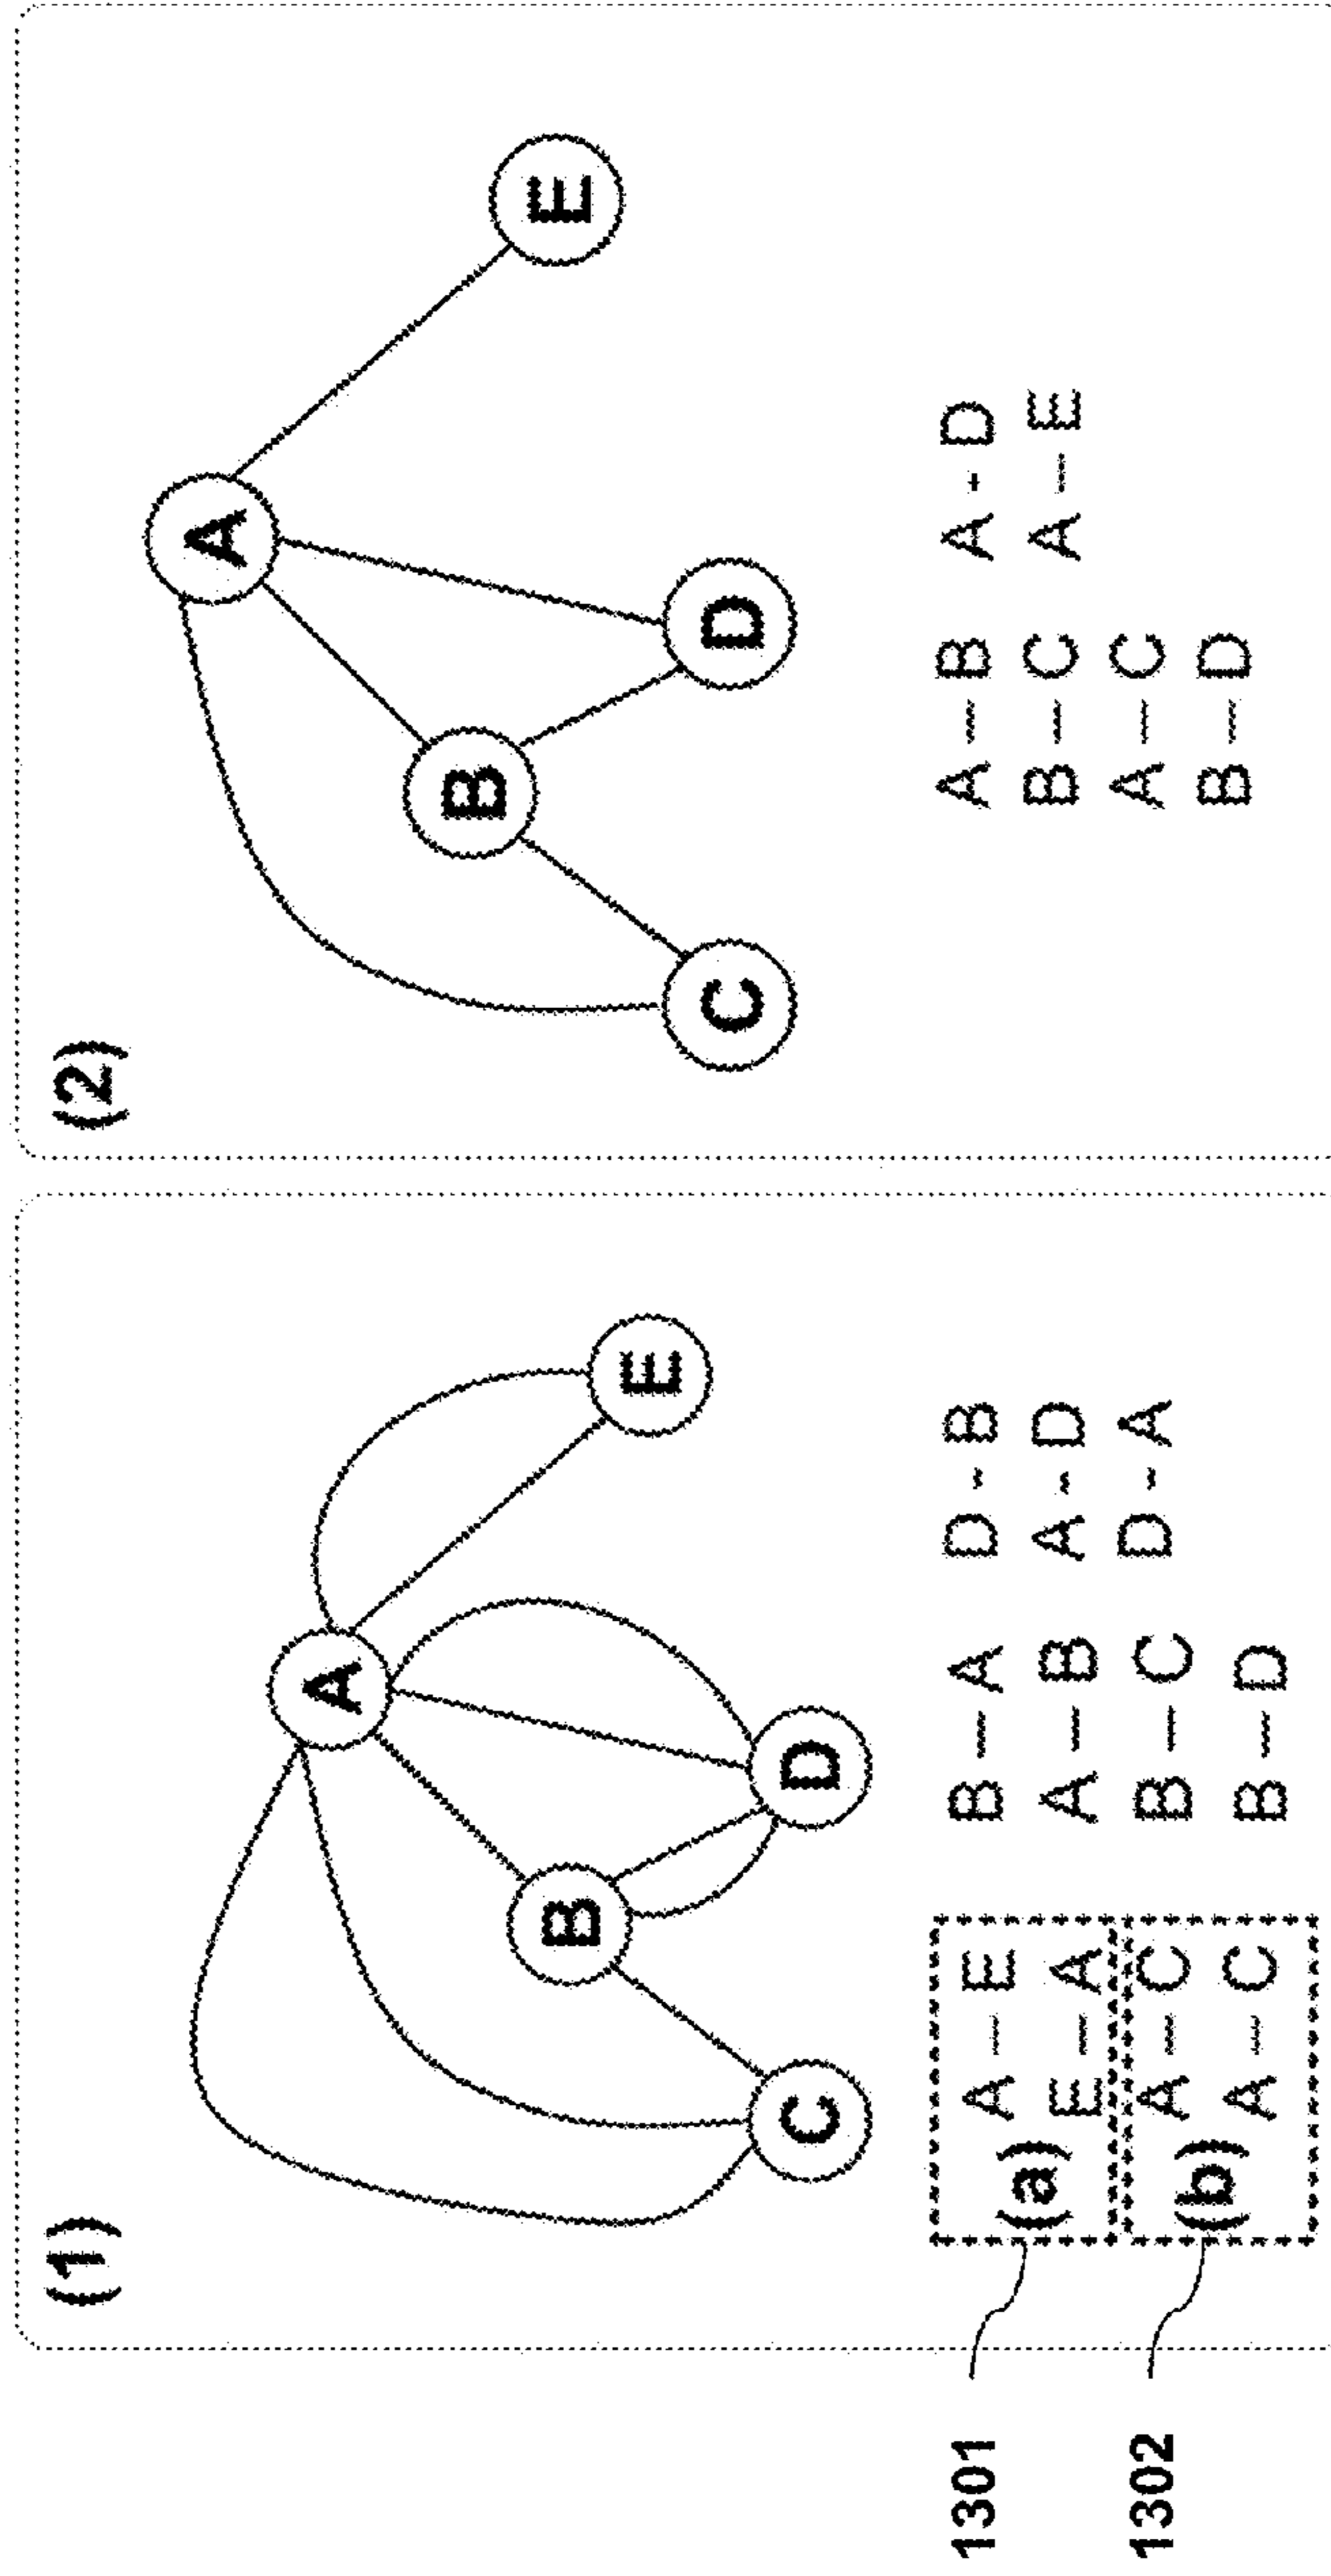 (1)
A
B
C
D
E
1301
(a) A — E
E — A
1302
(b) A — C
A — C
B — A
A — B
B — C
B — D
D - B
A - D
D - A
(2)
A
B
C
D
E
A — B
B — C
A — C
B — D
A - D
A — E